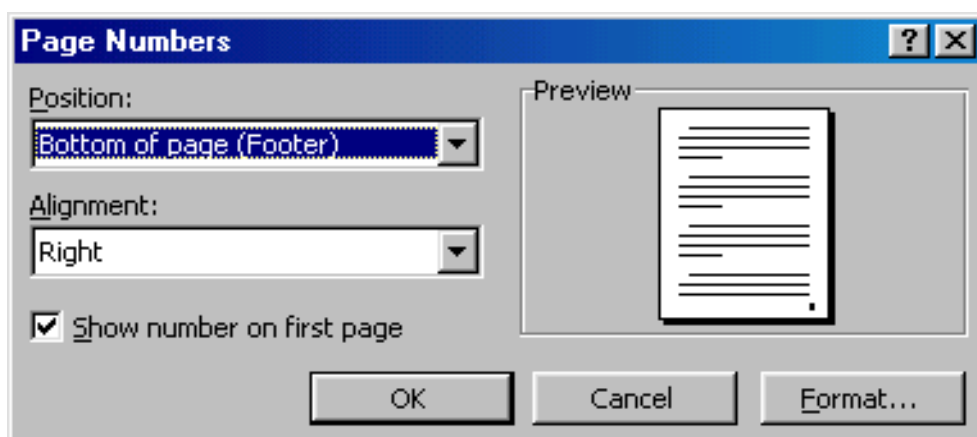 Page Numbers
Position:
Preview
Bottom of page (Footer)
Alignment:
Right
Show number on first page
OK
Cancel
Format...